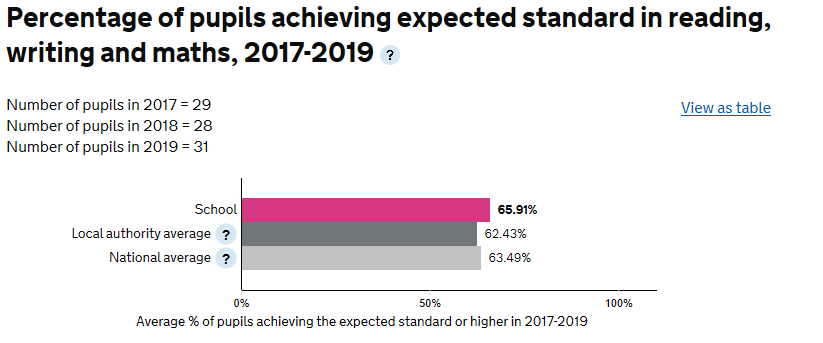 Percentage of pupils achieving expected standard in reading,
writing and maths, 2017-2019 ?
Number of pupils in 2017 = 29
Number of pupils in 2018 = 28
Number of pupils in 2019 = 31
View as table
School 65.91%
Local authority average ? 62.43%
National average ? 63.49%
0% 50% 100%
Average % of pupils achieving the expected standard or higher in 2017-2019